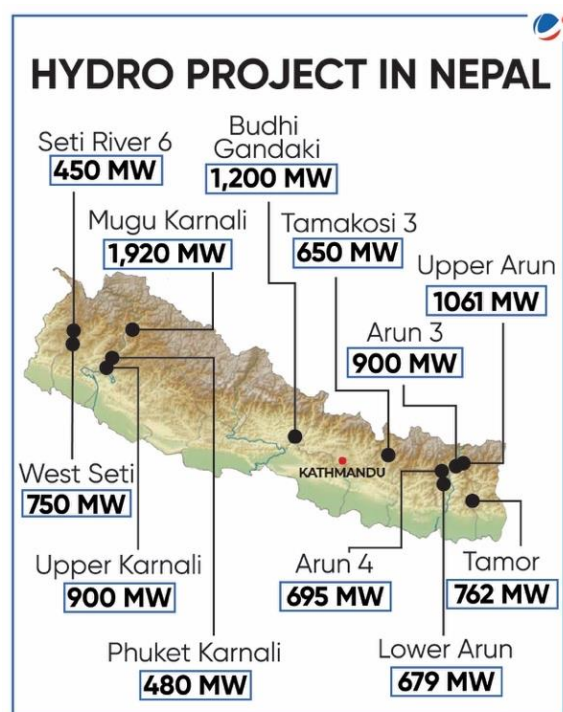 HYDRO PROJECT IN NEPAL
Seti River 6
450 MW
Budhi
Gandaki
1,200 MW
Mugu Karnali
1,920 MW
Tamakosi 3
650 MW
Upper Arun
1061 MW
Arun 3
900 MW
KATHMANDU
West Seti
750 MW
Upper Karnali
900 MW
Phuket Karnali
480 MW
Arun 4
695 MW
Tamor
762 MW
Lower Arun
679 MW